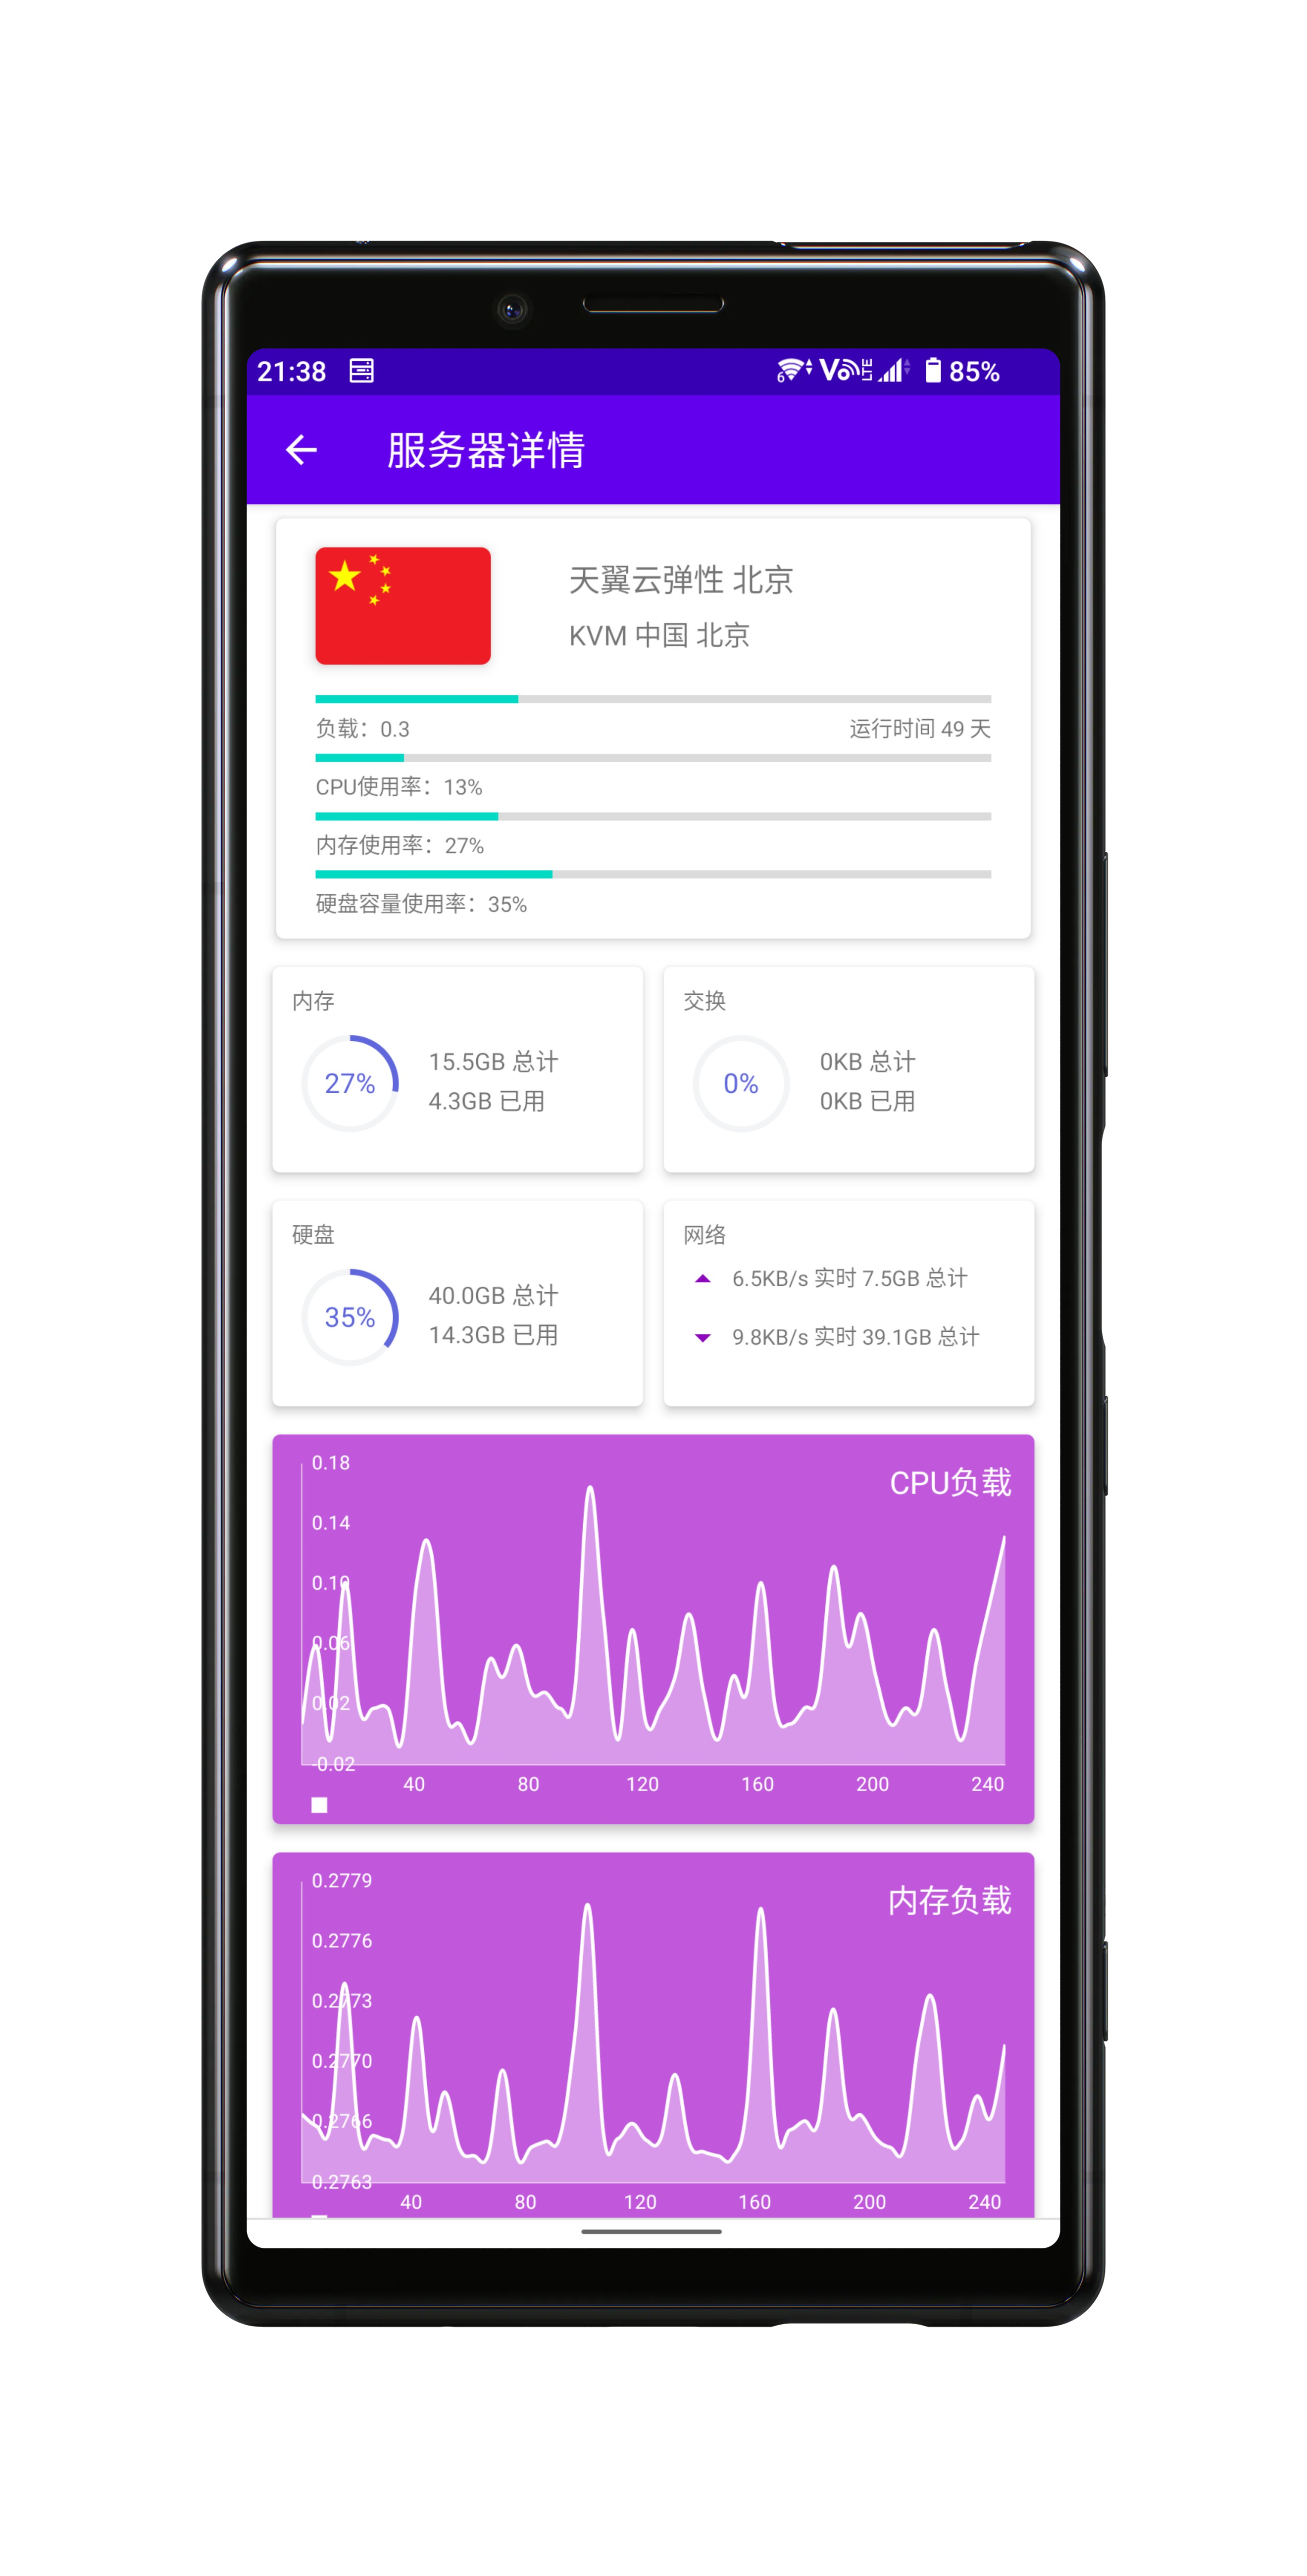 21:38
6 Vo LTE 85%
服务器详情
天翼云弹性 北京
KVM 中国 北京
负载：0.3 运行时间 49 天
CPU使用率：13%
内存使用率：27%
硬盘容量使用率：35%
内存
27%
15.5GB 总计
4.3GB 已用
交换
0%
0KB 总计
0KB 已用
硬盘
35%
40.0GB 总计
14.3GB 已用
网络
6.5KB/s 实时 7.5GB 总计
9.8KB/s 实时 39.1GB 总计
CPU负载
0.18
0.14
0.10
0.06
0.02
-0.02
40 80 120 160 200 240
内存负载
0.2779
0.2776
0.2773
0.2770
0.2766
0.2763
40 80 120 160 200 240